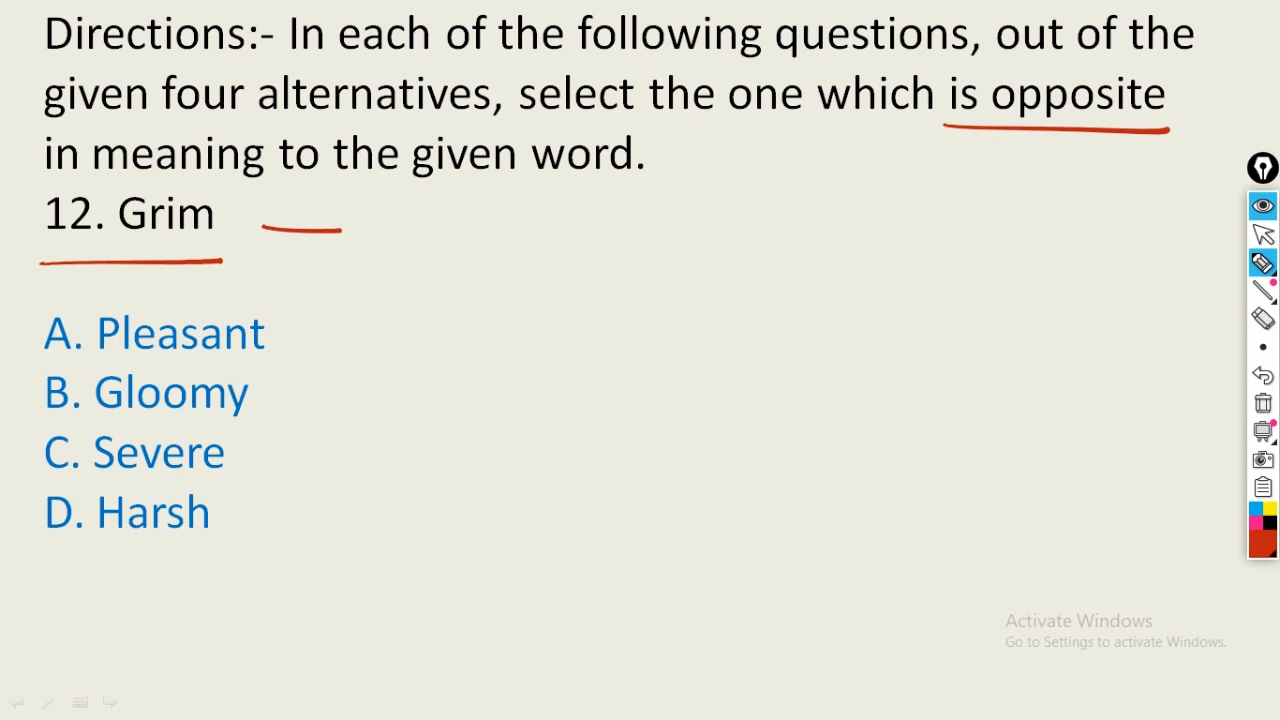 Directions:- In each of the following questions, out of the
given four alternatives, select the one which is opposite
in meaning to the given word.
12. Grim
A. Pleasant
B. Gloomy
C. Severe
D. Harsh
Activate Windows
Go to Settings to activate Windows.